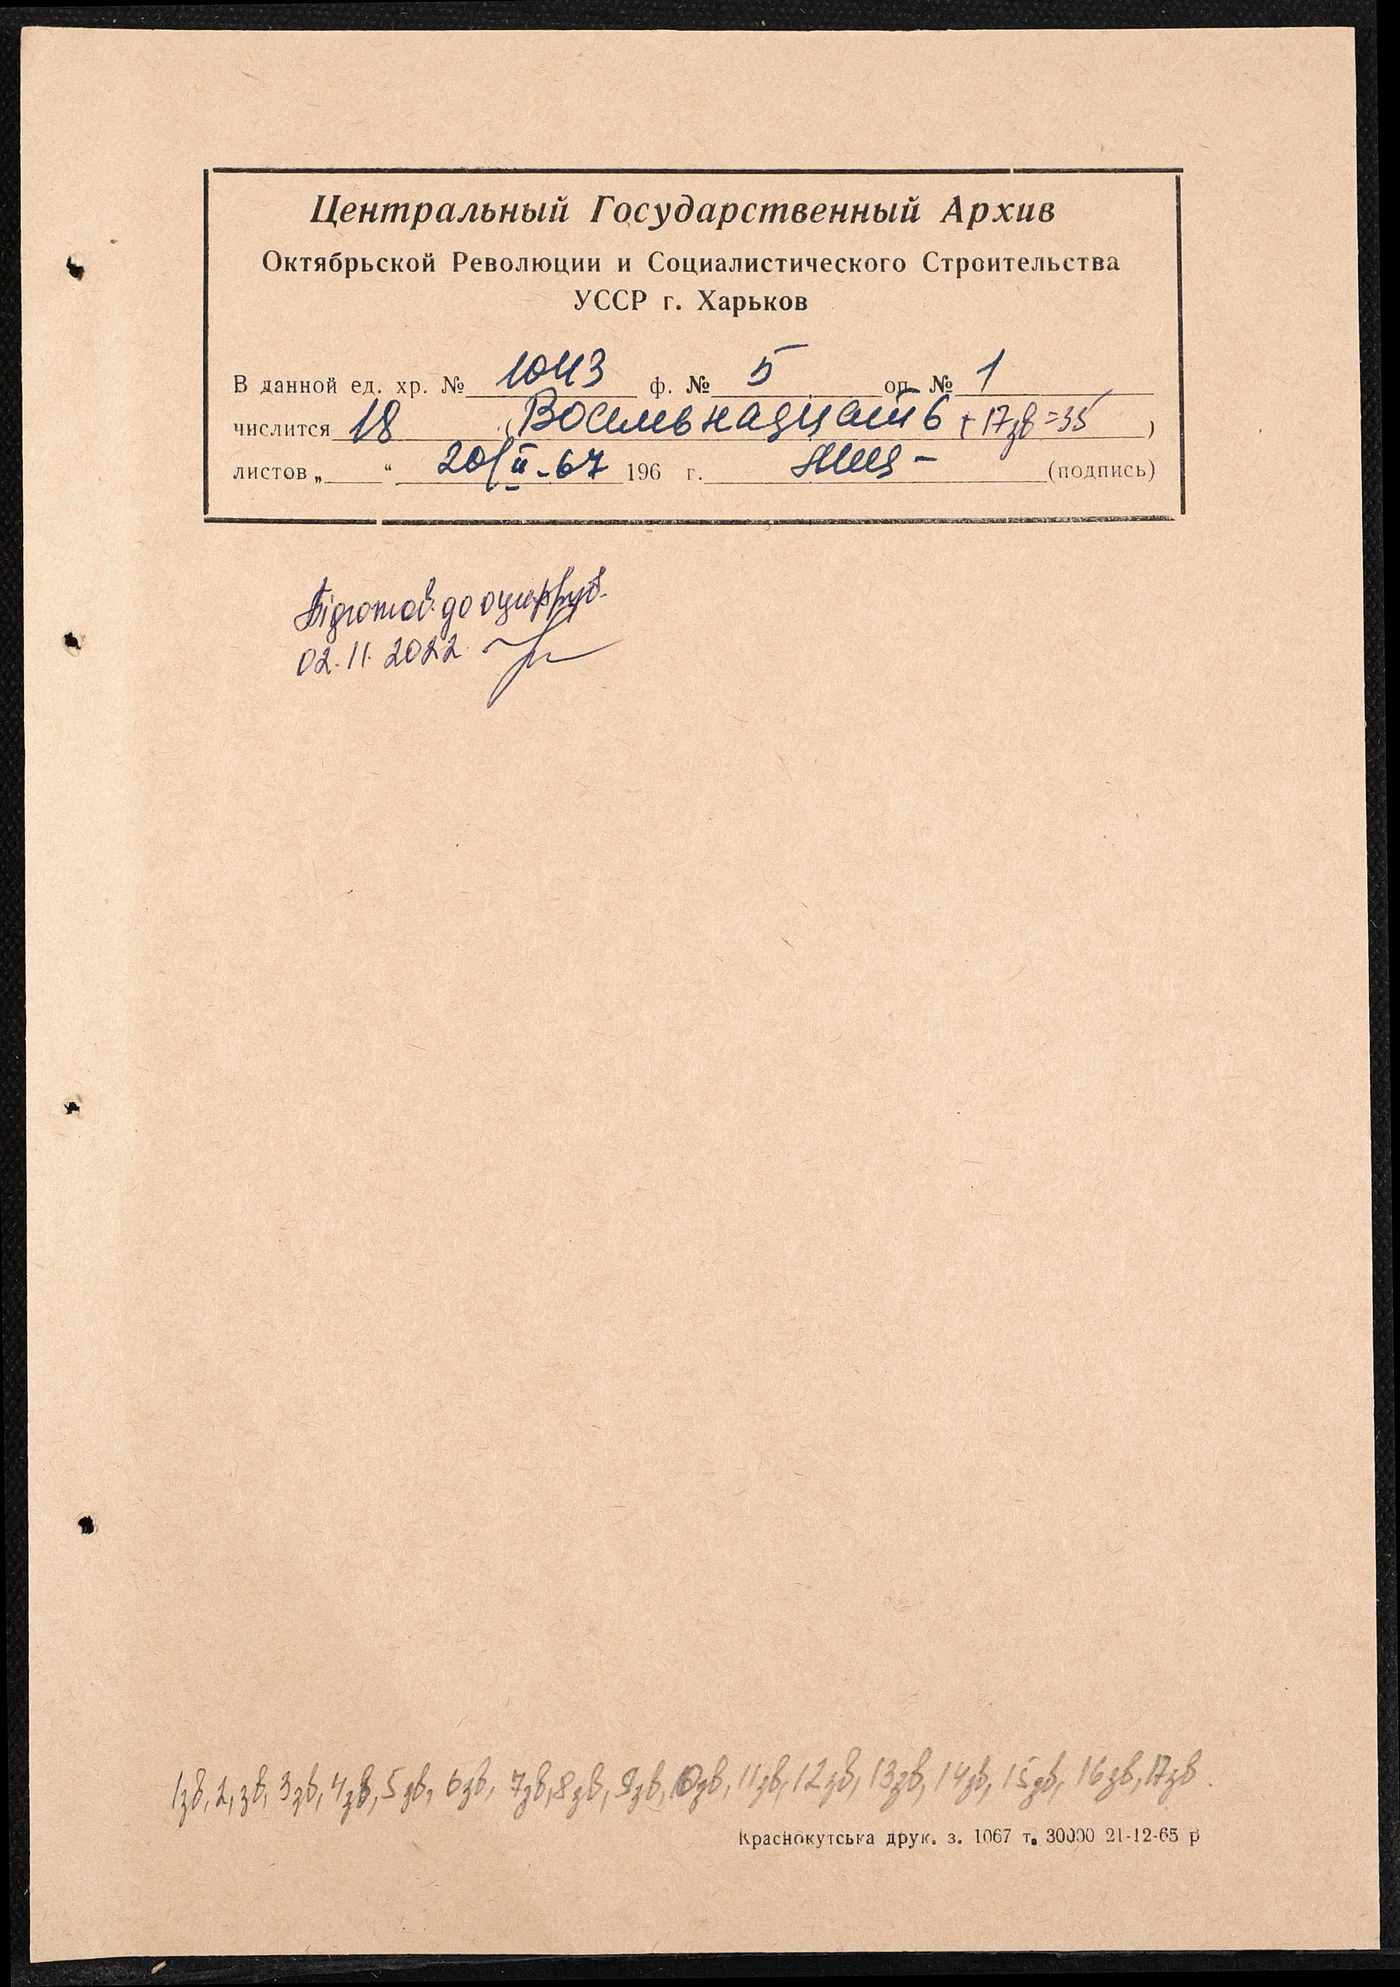 Центральный Государственный Архив
Октябрьской Революции и Социалистического Строительства
УССР г. Харьков
В данной ед. хр. № 1043 ф. № 5 оп. № 1
числится 18 (Восемьнадцать + 17зв = 35)
листов „ “ 20/II-67 196 г. (подпись)
Підготов. до оцифрув.
02.11.2022
1зв, 2зв, 3зв, 4зв, 5зв, 6зв, 7зв, 8зв, 9зв, 10зв, 11зв, 12зв, 13зв, 14зв, 15зв, 16зв, 17зв.
Краснокутська друк. з. 1067 т. 30000 21-12-65 р